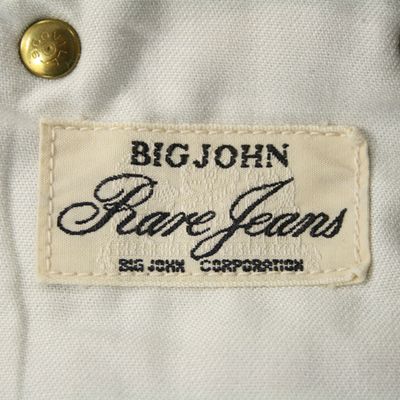 BIG JOHN
Rare Jeans
BIG JOHN CORPORATION